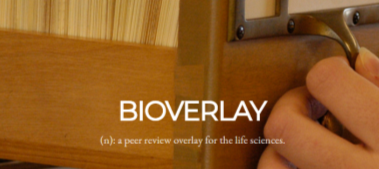 BIOVERLAY
(n): a peer review overlay for the life sciences.